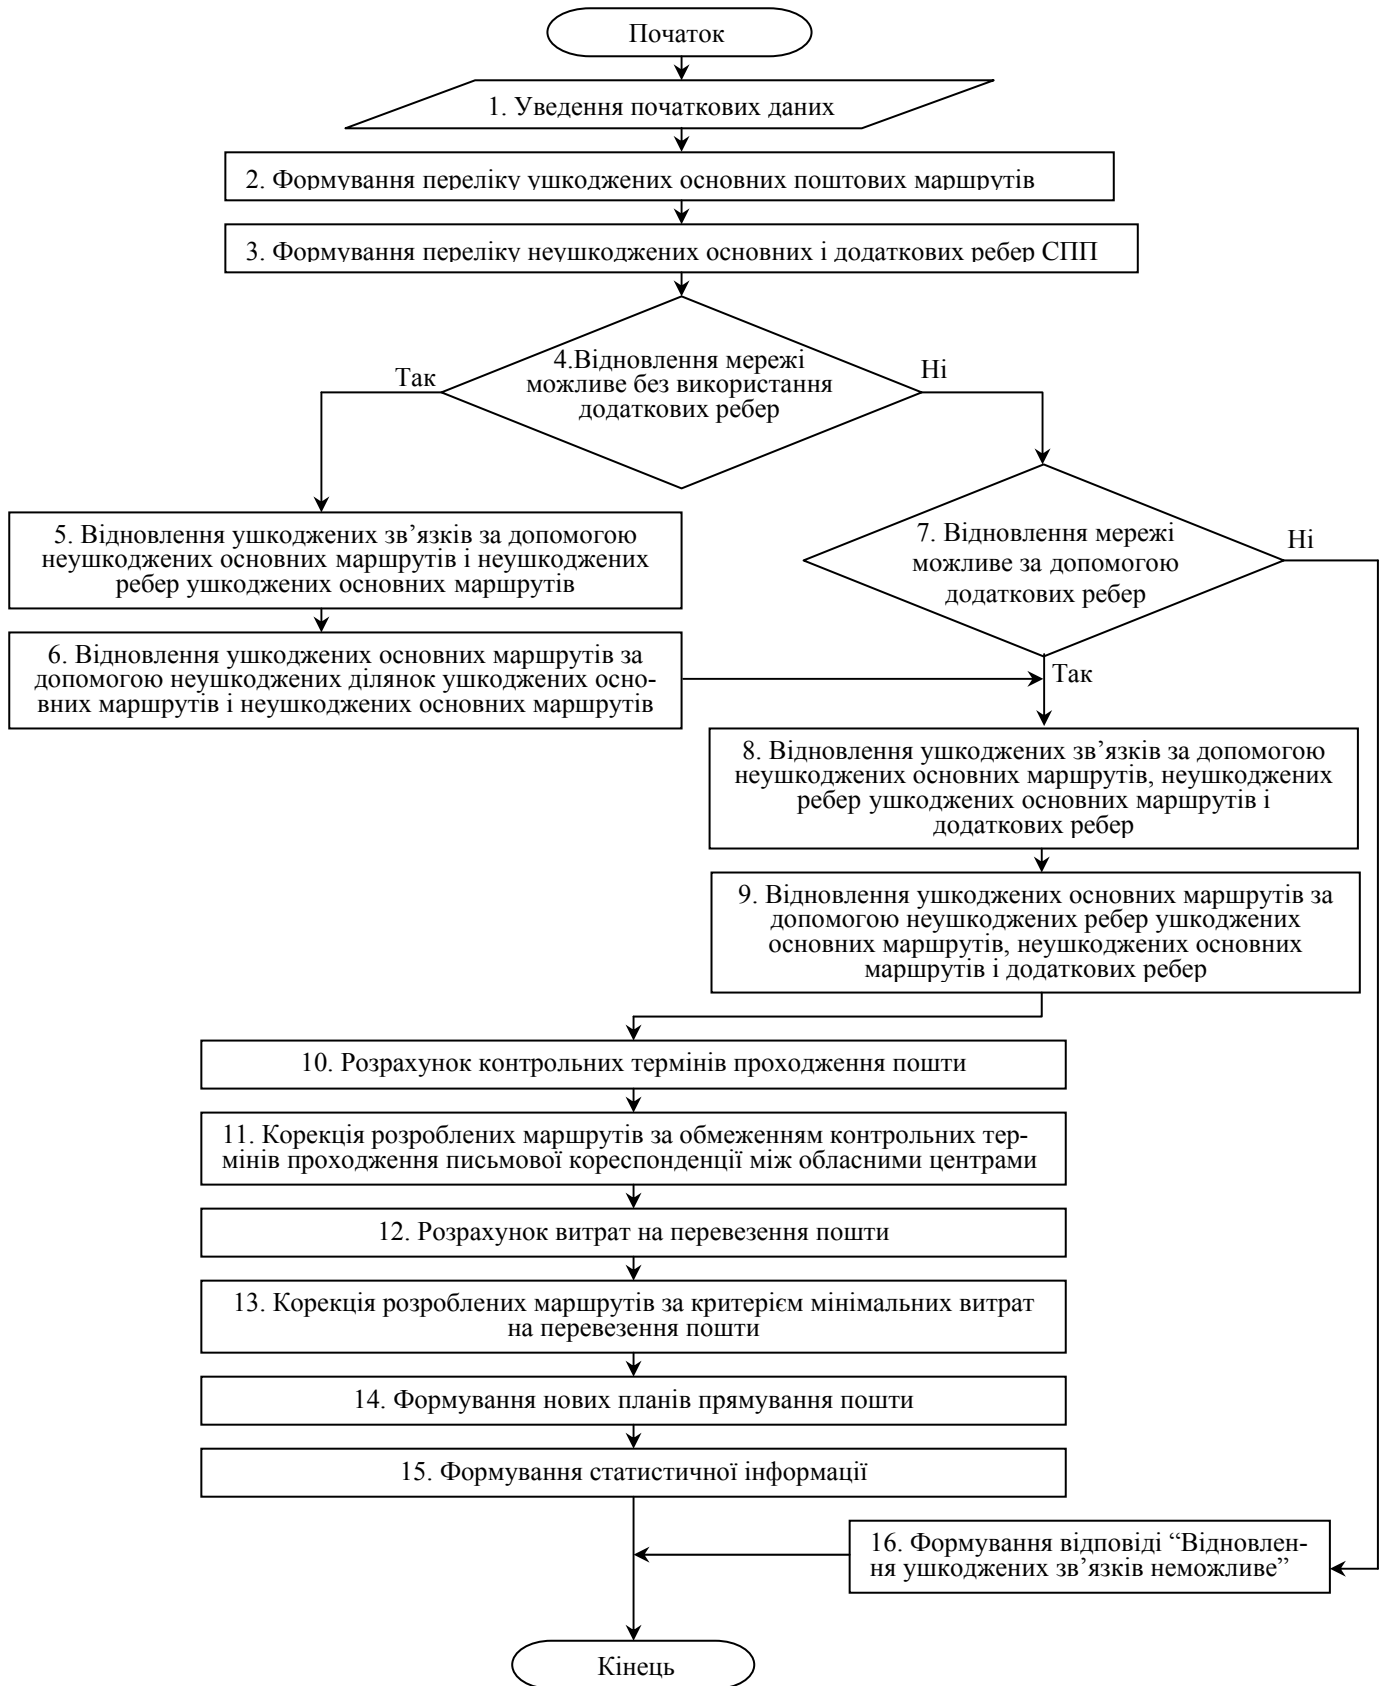 Початок
1. Уведення початкових даних
2. Формування переліку ушкоджених основних поштових маршрутів
3. Формування переліку неушкоджених основних і додаткових ребер СПП
4.Відновлення мережі
можливе без використання
додаткових ребер
Так
Ні
5. Відновлення ушкоджених зв’язків за допомогою
неушкоджених основних маршрутів і неушкоджених
ребер ушкоджених основних маршрутів
7. Відновлення мережі
можливе за допомогою
додаткових ребер
Ні
6. Відновлення ушкоджених основних маршрутів за
допомогою неушкоджених ділянок ушкоджених осно-
вних маршрутів і неушкоджених основних маршрутів
Так
8. Відновлення ушкоджених зв’язків за допомогою
неушкоджених основних маршрутів, неушкоджених
ребер ушкоджених основних маршрутів і
додаткових ребер
9. Відновлення ушкоджених основних маршрутів за
допомогою неушкоджених ребер ушкоджених
основних маршрутів, неушкоджених основних
маршрутів і додаткових ребер
10. Розрахунок контрольних термінів проходження пошти
11. Корекція розроблених маршрутів за обмеженням контрольних тер-
мінів проходження письмової кореспонденції між обласними центрами
12. Розрахунок витрат на перевезення пошти
13. Корекція розроблених маршрутів за критерієм мінімальних витрат
на перевезення пошти
14. Формування нових планів прямування пошти
15. Формування статистичної інформації
16. Формування відповіді “Відновлен-
ня ушкоджених зв’язків неможливе”
Кінець